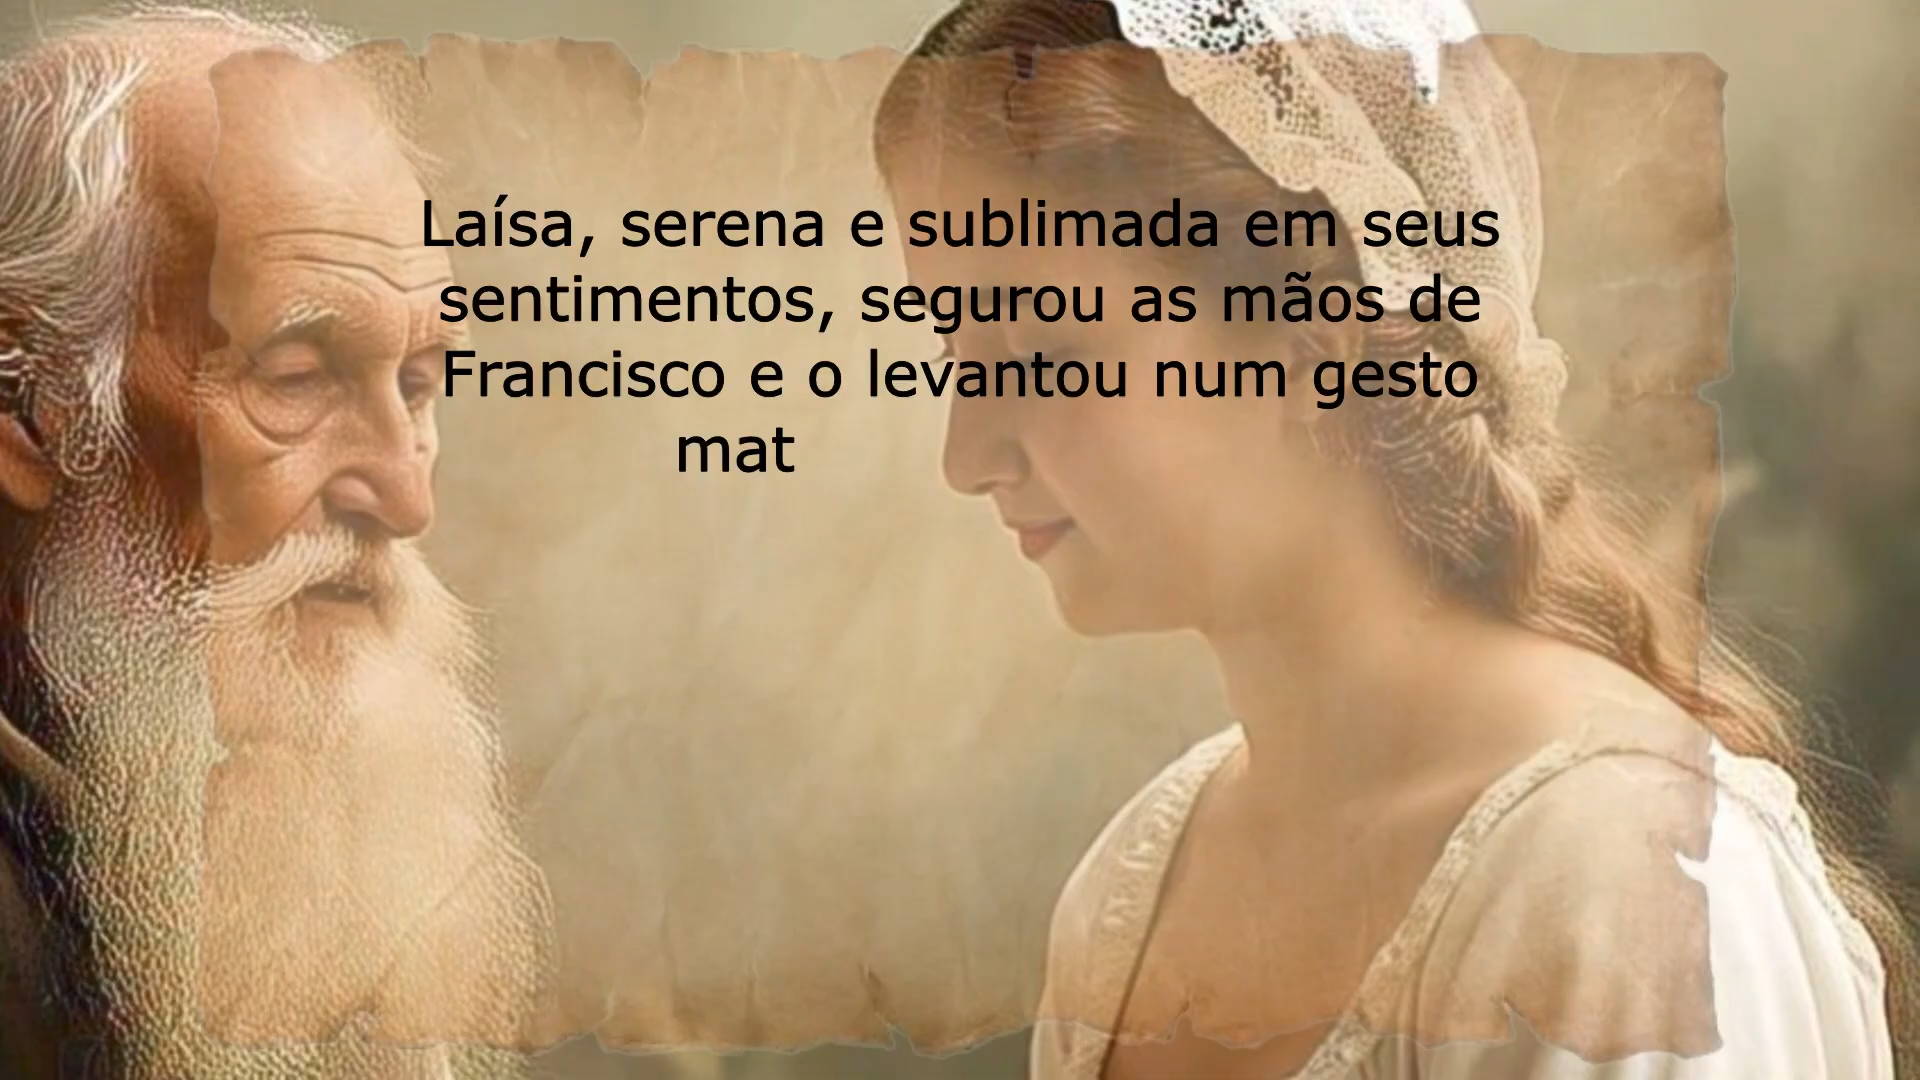 Laísa, serena e sublimada em seus
sentimentos, segurou as mãos de
Francisco e o levantou num gesto
mat